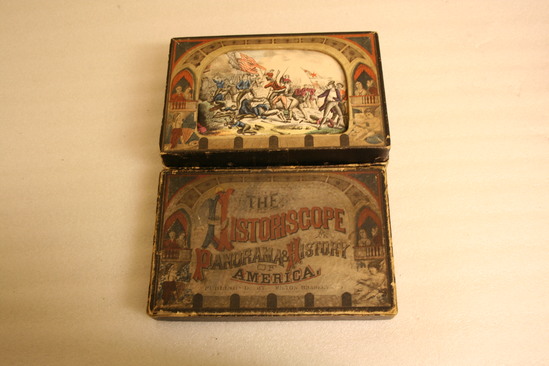 THE
HISTORISCOPE
PANORAMA & HISTORY
OF
AMERICA.